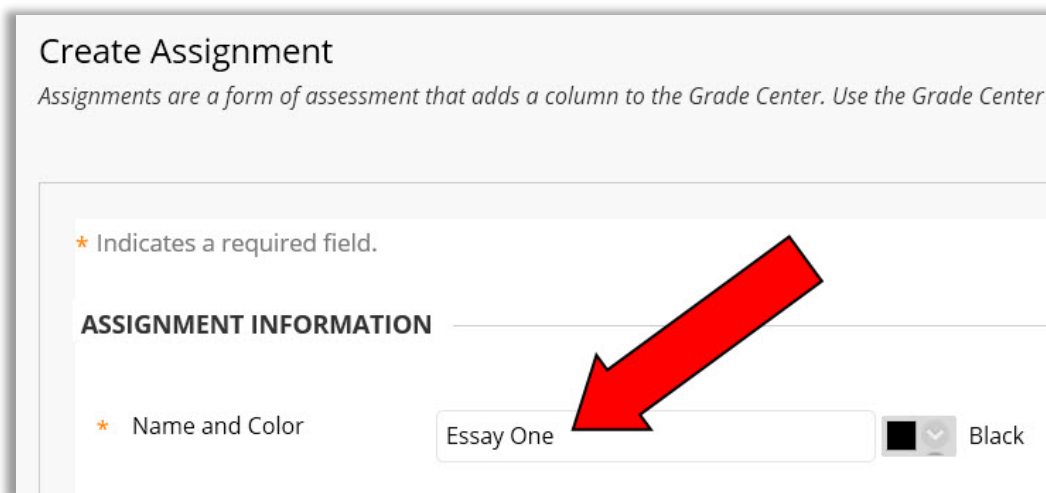 Create Assignment
Assignments are a form of assessment that adds a column to the Grade Center. Use the Grade Center
* Indicates a required field.
ASSIGNMENT INFORMATION
* Name and Color
Essay One
Black